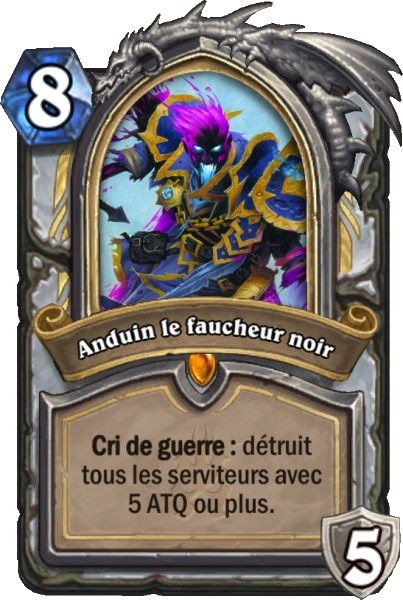 8
Anduin le faucheur noir
Cri de guerre : détruit
tous les serviteurs avec
5 ATQ ou plus.
5